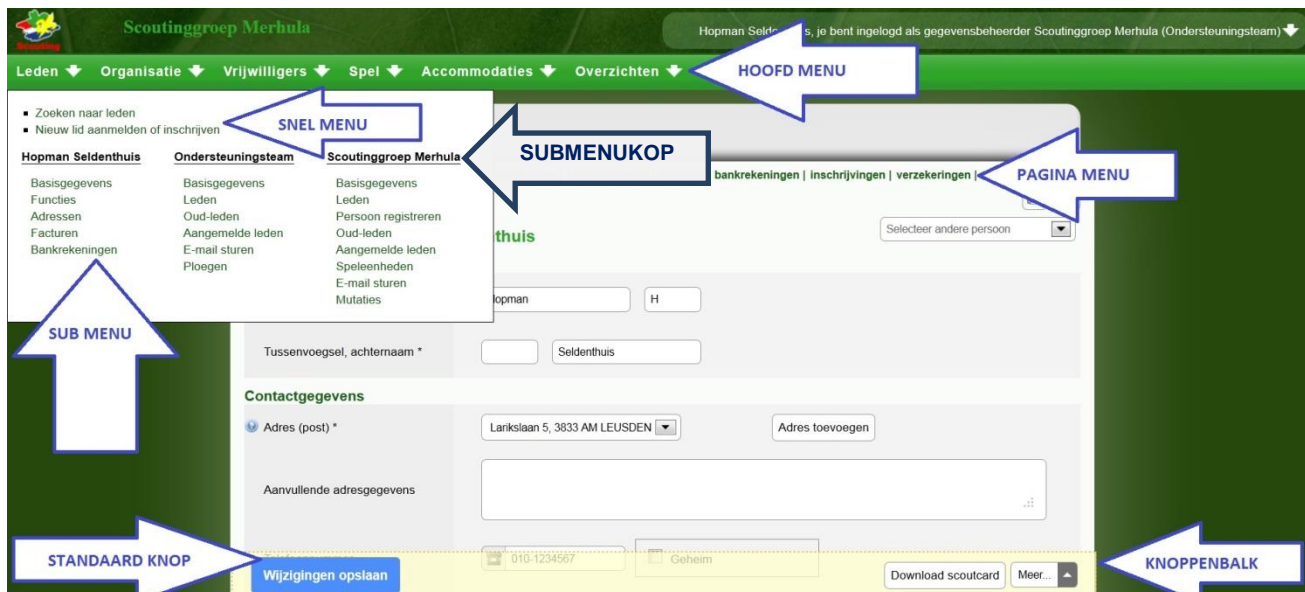 Scouting
Scoutinggroep Merhula
Hopman Seldenthuis, je bent ingelogd als gegevensbeheerder Scoutinggroep Merhula (Ondersteuningsteam)
Leden Organisatie Vrijwilligers Spel Accommodaties Overzichten
HOOFD MENU
Zoeken naar leden
Nieuw lid aanmelden of inschrijven
SNEL MENU
SUBMENUKOP
Hopman Seldenthuis Ondersteuningsteam Scoutinggroep Merhula
bankrekeningen | inschrijvingen | verzekeringen |
PAGINA MENU
Basisgegevens Basisgegevens Basisgegevens
Functies Leden Leden
Adressen Oud-leden Persoon registreren
Facturen Aangemelde leden Oud-leden
Bankrekeningen E-mail sturen Aangemelde leden
Ploegen Speleenheden
E-mail sturen
Mutaties
thuis
Selecteer andere persoon
SUB MENU
Hopman H
Tussenvoegsel, achternaam * Seldenthuis
Contactgegevens
Adres (post) * Larikslaan 5, 3833 AM LEUSDEN Adres toevoegen
Aanvullende adresgegevens
010-1234567 Geheim
STANDAARD KNOP
Wijzigingen opslaan
Download scoutcard Meer...
KNOPPENBALK